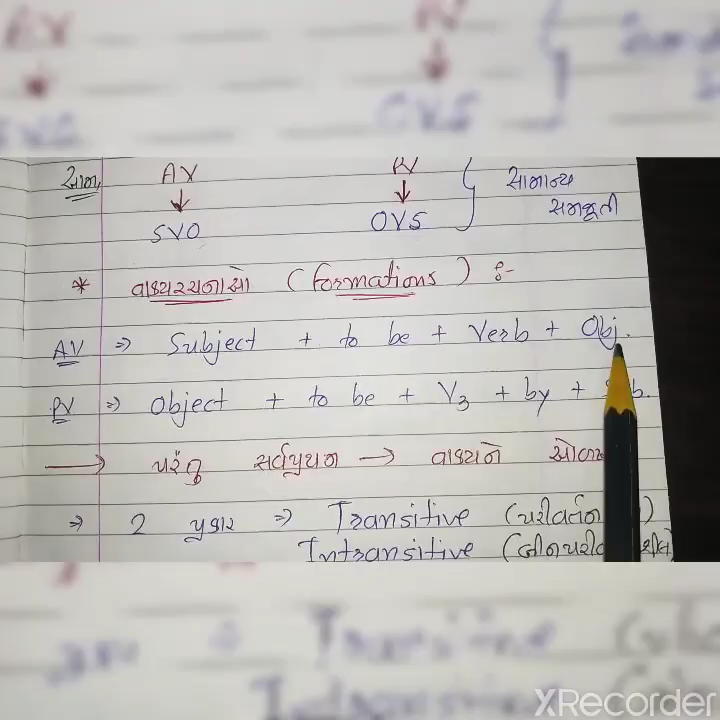 AV PV
↓ ↓
SVO OVS } સામાન્ય સમજૂતી
* વાક્યરચનાઓ ( formations ) :-
AV ⇒ Subject + to be + Verb + Obj.
PV ⇒ Object + to be + V3 + by +
→ પરંતુ સર્વપ્રથમ → વાક્યને
⇒ 2 પ્રકાર ⇒ Transitive
Intransitive
XRecorder